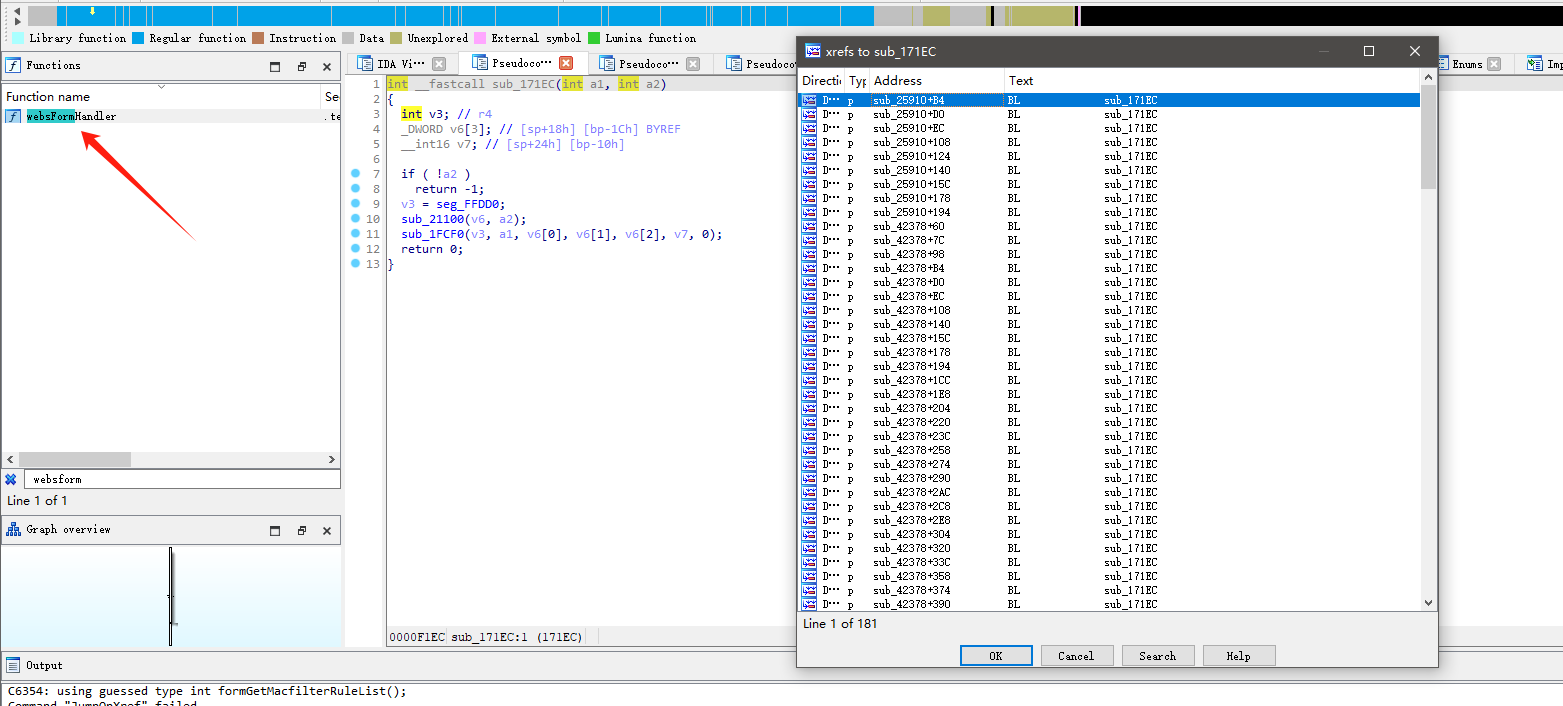 Library function Regular function Instruction Data Unexplored External symbol Lumina function
Functions
Function name Se
websFormHandler .te
websform
Line 1 of 1
Graph overview
IDA Vi··· Pseudoco··· Pseudoco··· Pseudoco Enums Imp
1 int __fastcall sub_171EC(int a1, int a2)
2 {
3 int v3; // r4
4 _DWORD v6[3]; // [sp+18h] [bp-1Ch] BYREF
5 __int16 v7; // [sp+24h] [bp-10h]
6
7 if ( !a2 )
8 return -1;
9 v3 = seg_FFDD0;
10 sub_21100(v6, a2);
11 sub_1FCF0(v3, a1, v6[0], v6[1], v6[2], v7, 0);
12 return 0;
13 }
0000F1EC sub_171EC:1 (171EC)
xrefs to sub_171EC
Directic Typ Address Text
D··· p sub_25910+B4 BL sub_171EC
D··· p sub_25910+D0 BL sub_171EC
D··· p sub_25910+EC BL sub_171EC
D··· p sub_25910+108 BL sub_171EC
D··· p sub_25910+124 BL sub_171EC
D··· p sub_25910+140 BL sub_171EC
D··· p sub_25910+15C BL sub_171EC
D··· p sub_25910+178 BL sub_171EC
D··· p sub_25910+194 BL sub_171EC
D··· p sub_42378+60 BL sub_171EC
D··· p sub_42378+7C BL sub_171EC
D··· p sub_42378+98 BL sub_171EC
D··· p sub_42378+B4 BL sub_171EC
D··· p sub_42378+D0 BL sub_171EC
D··· p sub_42378+EC BL sub_171EC
D··· p sub_42378+108 BL sub_171EC
D··· p sub_42378+140 BL sub_171EC
D··· p sub_42378+15C BL sub_171EC
D··· p sub_42378+178 BL sub_171EC
D··· p sub_42378+194 BL sub_171EC
D··· p sub_42378+1CC BL sub_171EC
D··· p sub_42378+1E8 BL sub_171EC
D··· p sub_42378+204 BL sub_171EC
D··· p sub_42378+220 BL sub_171EC
D··· p sub_42378+23C BL sub_171EC
D··· p sub_42378+258 BL sub_171EC
D··· p sub_42378+274 BL sub_171EC
D··· p sub_42378+290 BL sub_171EC
D··· p sub_42378+2AC BL sub_171EC
D··· p sub_42378+2C8 BL sub_171EC
D··· p sub_42378+2E8 BL sub_171EC
D··· p sub_42378+304 BL sub_171EC
D··· p sub_42378+320 BL sub_171EC
D··· p sub_42378+33C BL sub_171EC
D··· p sub_42378+358 BL sub_171EC
D··· p sub_42378+374 BL sub_171EC
D··· p sub_42378+390 BL sub_171EC
Line 1 of 181
OK Cancel Search Help
Output
C6354: using guessed type int formGetMacfilterRuleList();
Command "JumpOpXref" failed